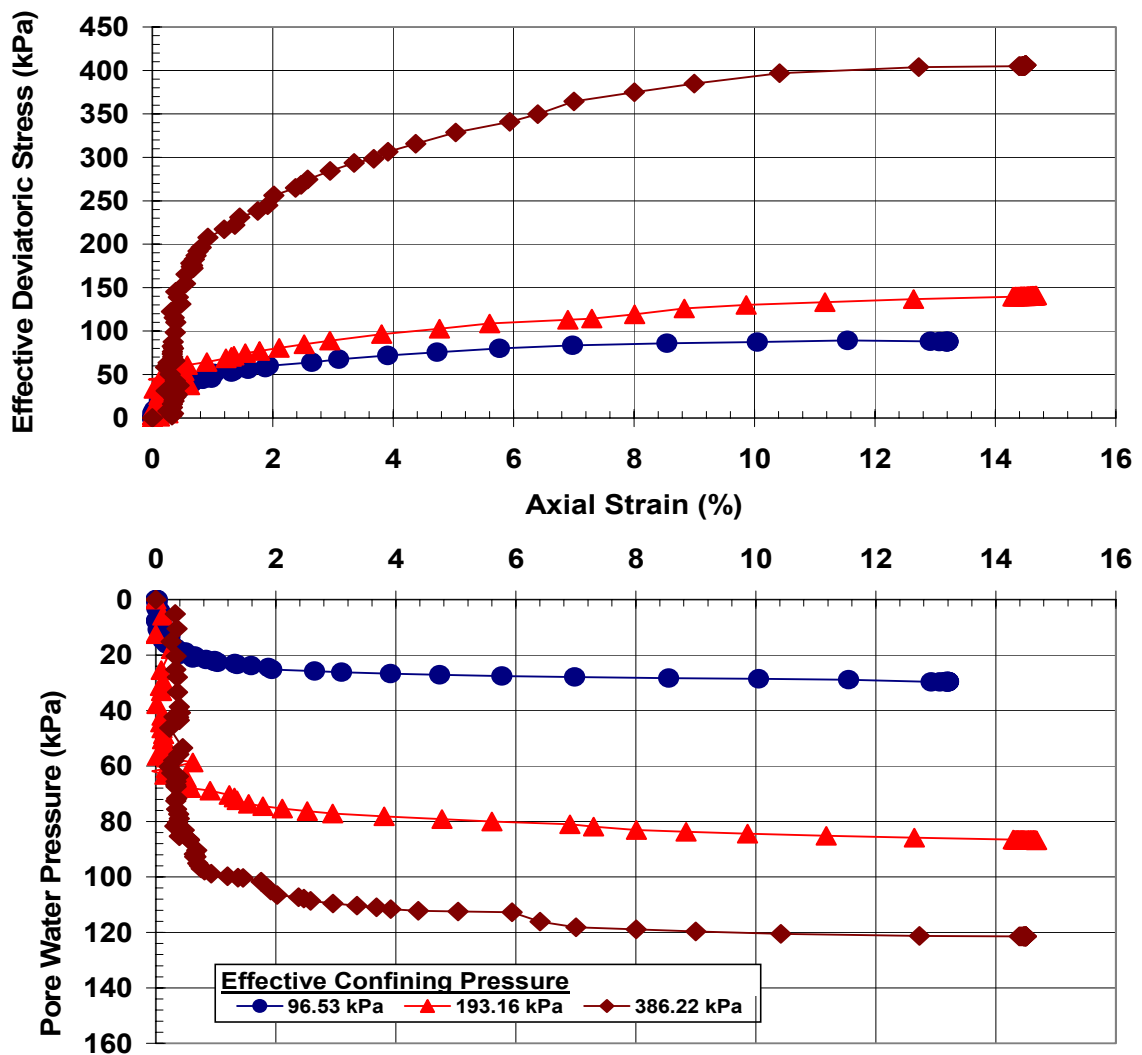 Effective Deviatoric Stress (kPa)
450
400
350
300
250
200
150
100
50
0
0 2 4 6 8 10 12 14 16
Axial Strain (%)
0 2 4 6 8 10 12 14 16
Pore Water Pressure (kPa)
0
20
40
60
80
100
120
140
160
Effective Confining Pressure
96.53 kPa 193.16 kPa 386.22 kPa